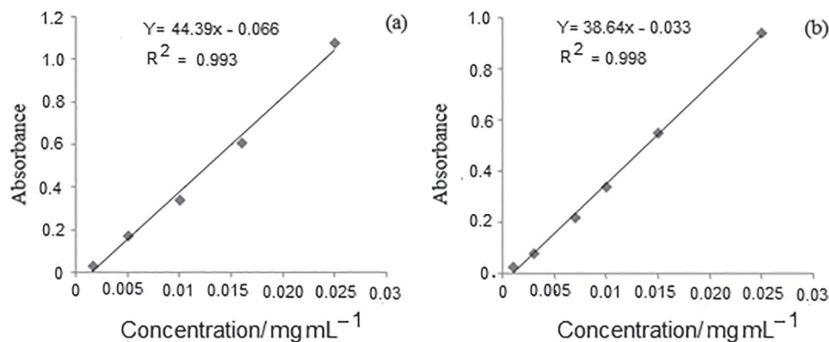 (a)
Y= 44.39x - 0.066
R² = 0.993
1.2
1.0
0.6
0.4
0.2
0
Absorbance
0 0.005 0.01 0.015 0.020 0.025 0.03
Concentration/mg mL⁻¹
(b)
Y= 38.64x - 0.033
R² = 0.998
1.0
0.8
0.6
0.4
0.2
0.
Absorbance
0 0.005 0.01 0.015 0.020 0.025 0.03
Concentration/mg mL⁻¹